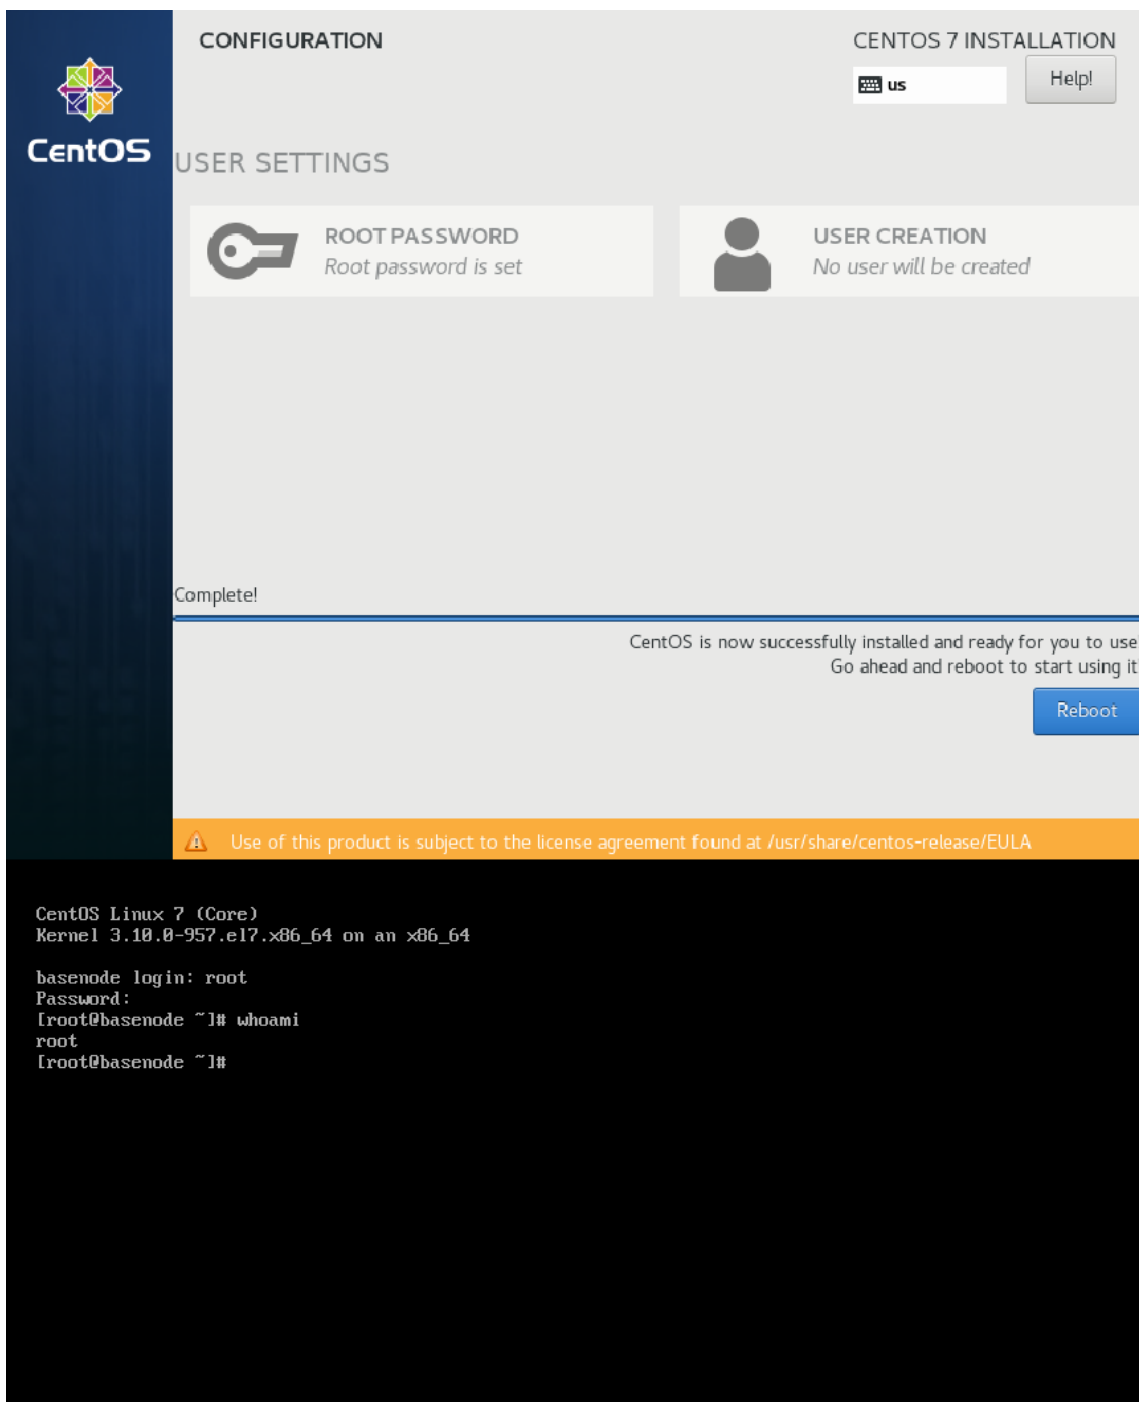 CONFIGURATION
CENTOS 7 INSTALLATION
us
Help!
CentOS
USER SETTINGS
ROOT PASSWORD
Root password is set
USER CREATION
No user will be created
Complete!
CentOS is now successfully installed and ready for you to use!
Go ahead and reboot to start using it!
Reboot
Use of this product is subject to the license agreement found at /usr/share/centos-release/EULA
CentOS Linux 7 (Core)
Kernel 3.10.0-957.el7.x86_64 on an x86_64
basenode login: root
Password:
[root@basenode ~]# whoami
root
[root@basenode ~]#